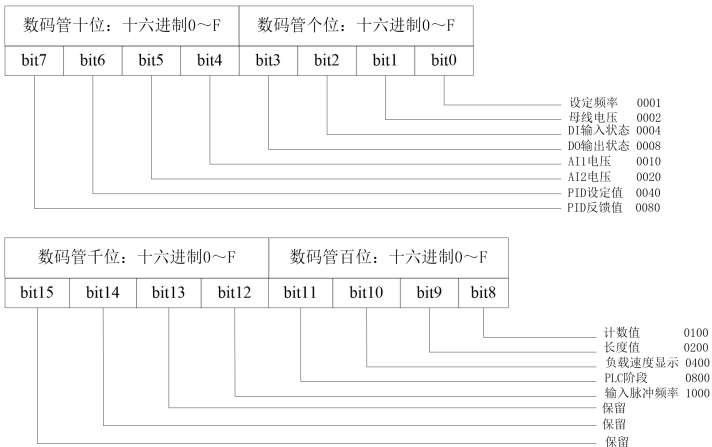 数码管十位：十六进制0～F 数码管个位：十六进制0～F
bit7 bit6 bit5 bit4 bit3 bit2 bit1 bit0
设定频率 0001
母线电压 0002
DI输入状态 0004
DO输出状态 0008
AI1电压 0010
AI2电压 0020
PID设定值 0040
PID反馈值 0080
数码管千位：十六进制0～F 数码管百位：十六进制0～F
bit15 bit14 bit13 bit12 bit11 bit10 bit9 bit8
计数值 0100
长度值 0200
负载速度显示 0400
PLC阶段 0800
输入脉冲频率 1000
保留
保留
保留